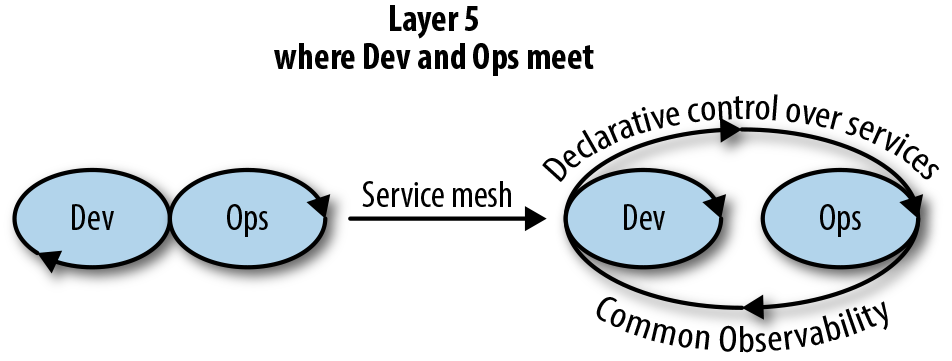 Layer 5
where Dev and Ops meet
Dev
Ops
Service mesh
Declarative control over services
Dev
Ops
Common Observability